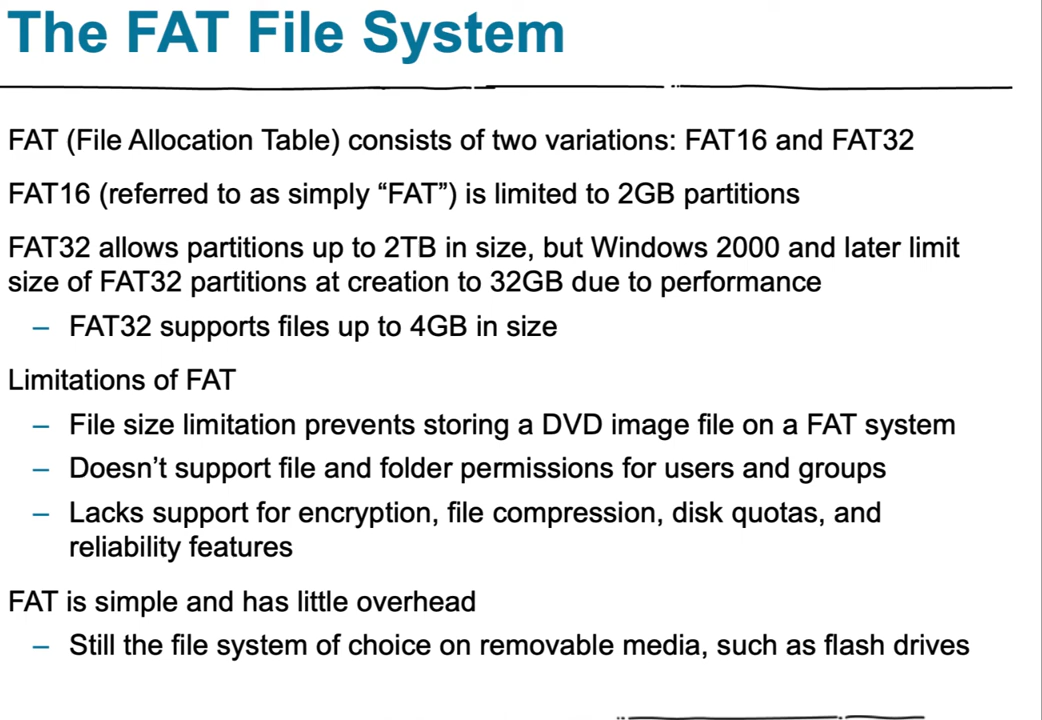 The FAT File System
FAT (File Allocation Table) consists of two variations: FAT16 and FAT32
FAT16 (referred to as simply “FAT”) is limited to 2GB partitions
FAT32 allows partitions up to 2TB in size, but Windows 2000 and later limit
size of FAT32 partitions at creation to 32GB due to performance
– FAT32 supports files up to 4GB in size
Limitations of FAT
– File size limitation prevents storing a DVD image file on a FAT system
– Doesn’t support file and folder permissions for users and groups
– Lacks support for encryption, file compression, disk quotas, and
reliability features
FAT is simple and has little overhead
– Still the file system of choice on removable media, such as flash drives